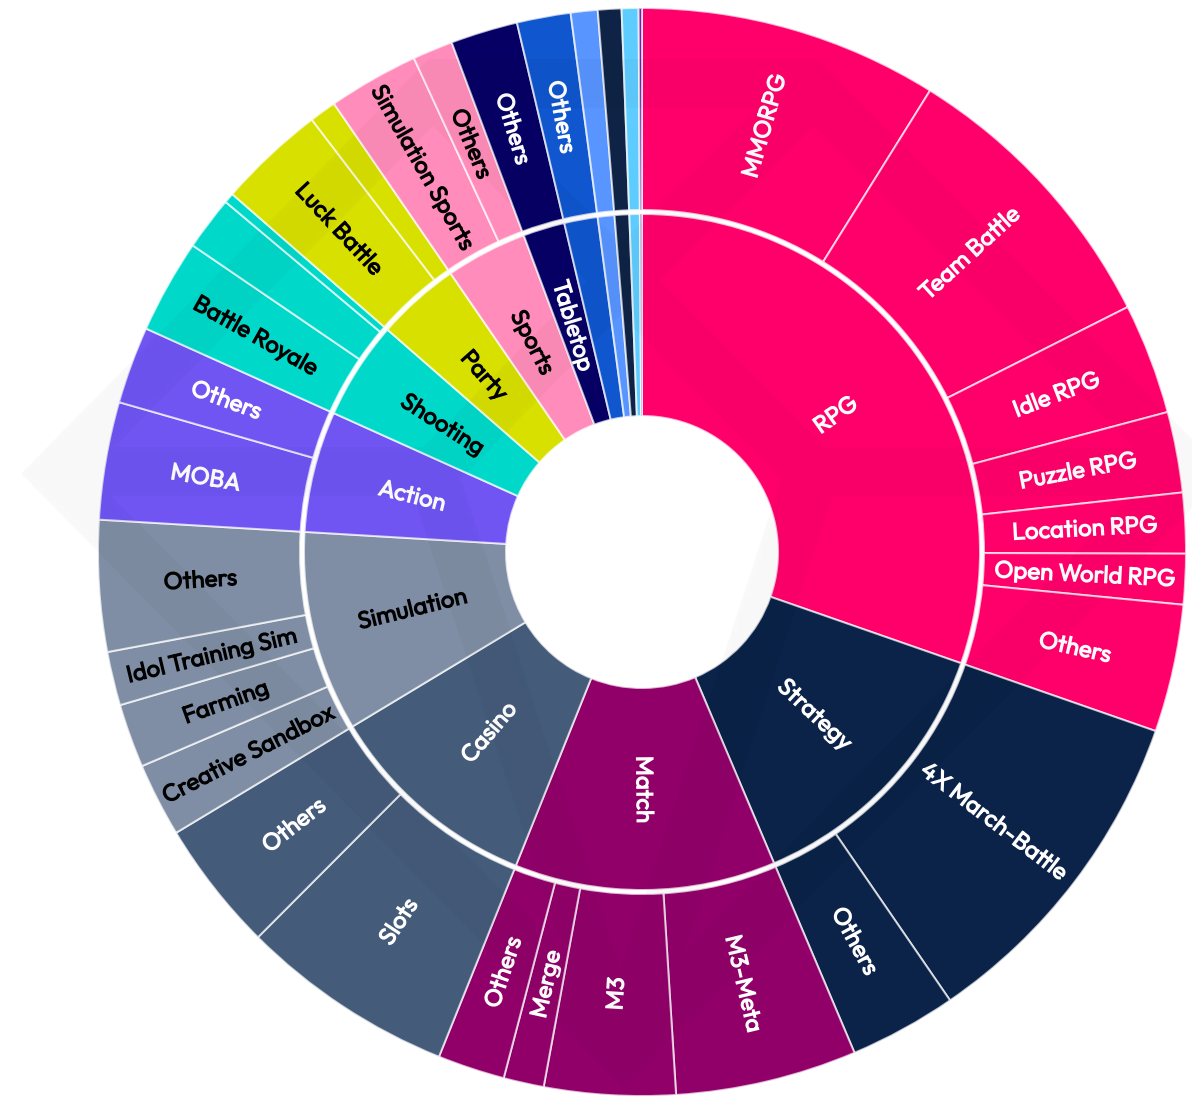 RPG
Strategy
Match
Casino
Simulation
Action
Shooting
Party
Sports
Tabletop
MMORPG
Team Battle
Idle RPG
Puzzle RPG
Location RPG
Open World RPG
Others
4X March-Battle
Others
M3-Meta
M3
Merge
Others
Slots
Others
Creative Sandbox
Farming
Idol Training Sim
Others
MOBA
Others
Battle Royale
Luck Battle
Simulation Sports
Others
Others
Others